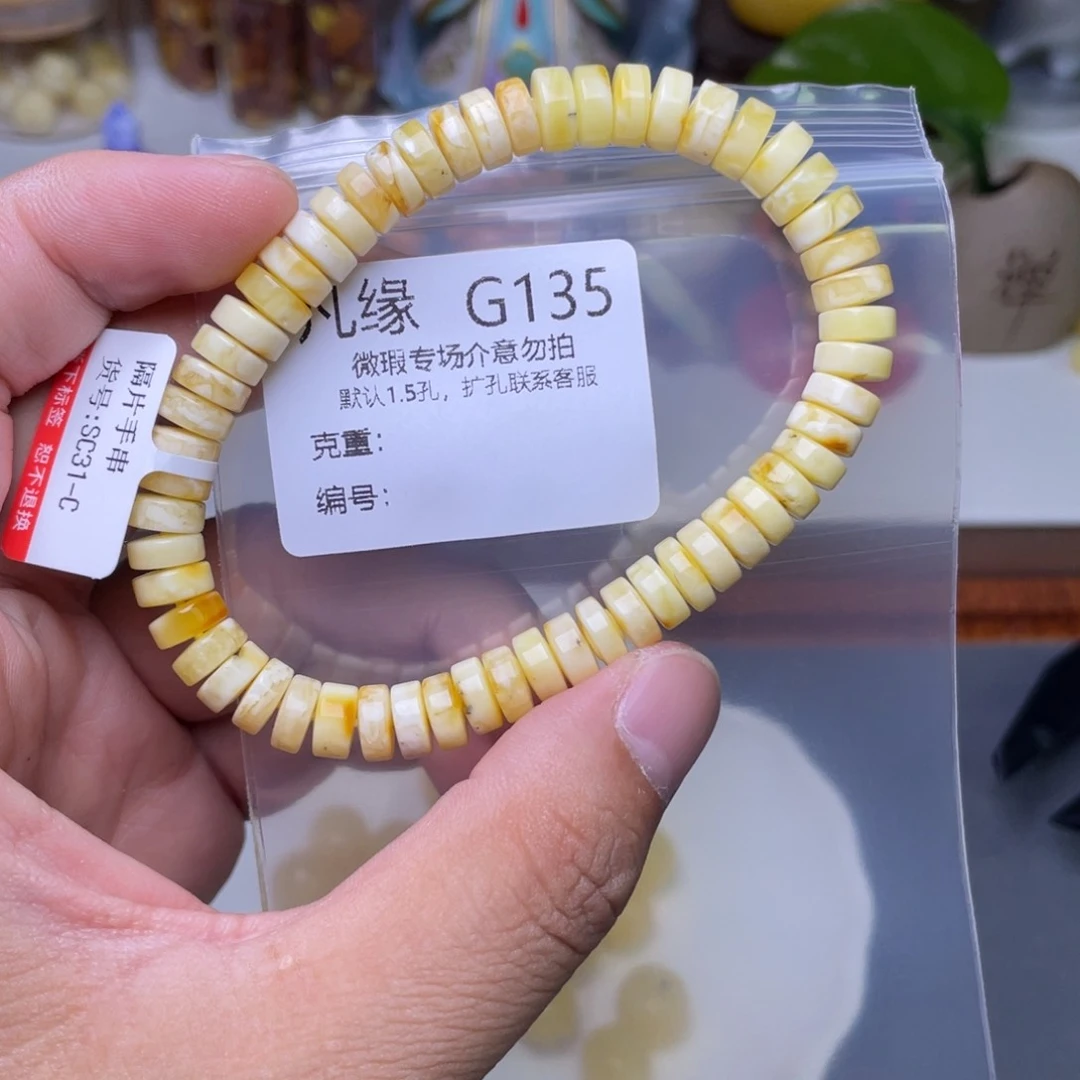 缘 G135
微瑕专场介意勿拍
默认1.5孔，扩孔联系客服
克重：
编号：
隔片手串
货号：SC31-C
下标签 恕不退换